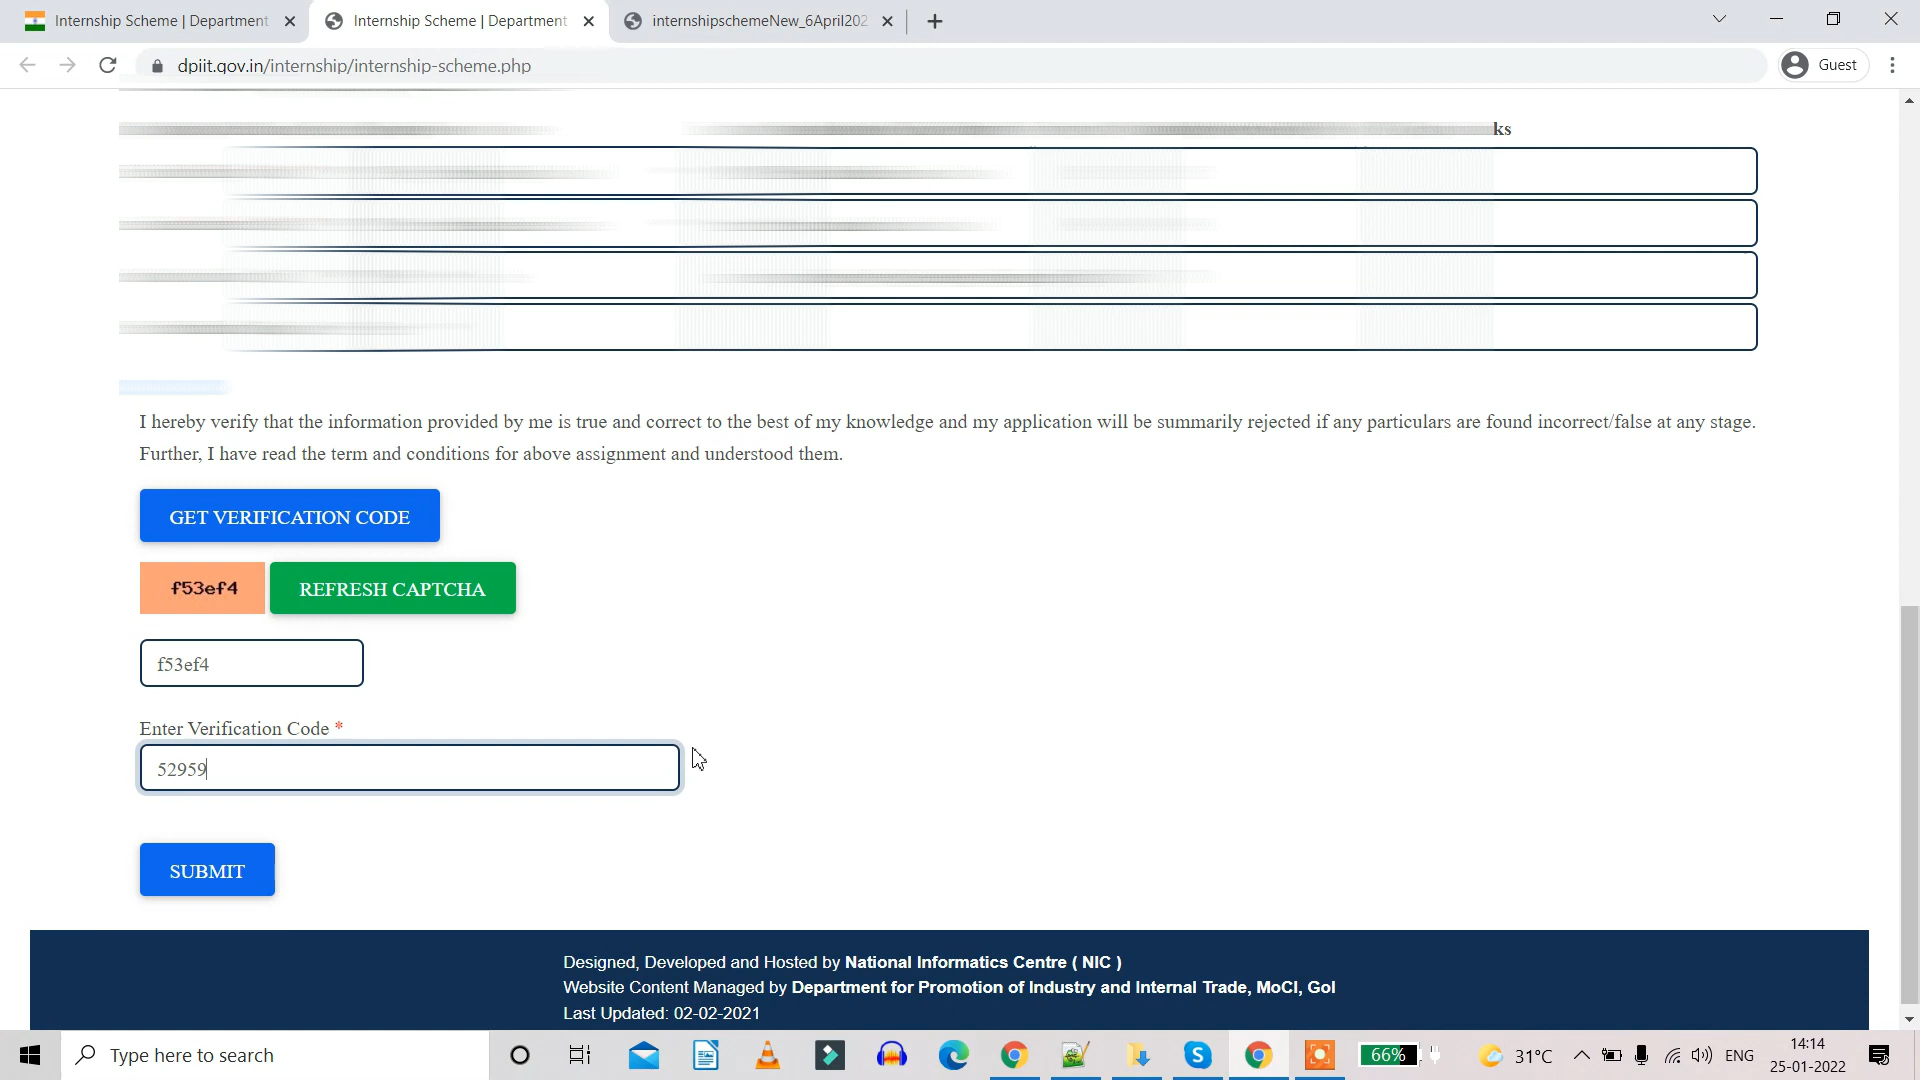 Internship Scheme | Department
Internship Scheme | Department
internshipschemeNew_6April202
dpiit.gov.in/internship/internship-scheme.php
Guest
ks
I hereby verify that the information provided by me is true and correct to the best of my knowledge and my application will be summarily rejected if any particulars are found incorrect/false at any stage.
Further, I have read the term and conditions for above assignment and understood them.
GET VERIFICATION CODE
f53ef4
REFRESH CAPTCHA
f53ef4
Enter Verification Code *
52959
SUBMIT
Designed, Developed and Hosted by National Informatics Centre ( NIC )
Website Content Managed by Department for Promotion of Industry and Internal Trade, MoCI, GoI
Last Updated: 02-02-2021
Type here to search
66%
31°C
ENG
14:14
25-01-2022